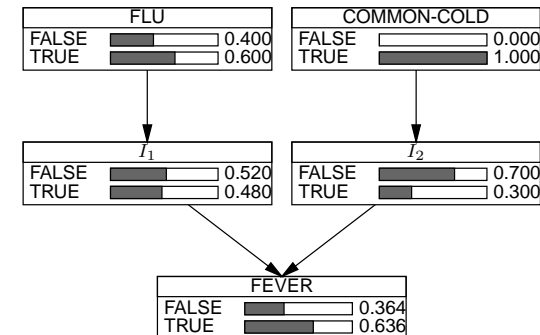 FLU
FALSE 0.400
TRUE 0.600
COMMON-COLD
FALSE 0.000
TRUE 1.000
I₁
FALSE 0.520
TRUE 0.480
I₂
FALSE 0.700
TRUE 0.300
FEVER
FALSE 0.364
TRUE 0.636